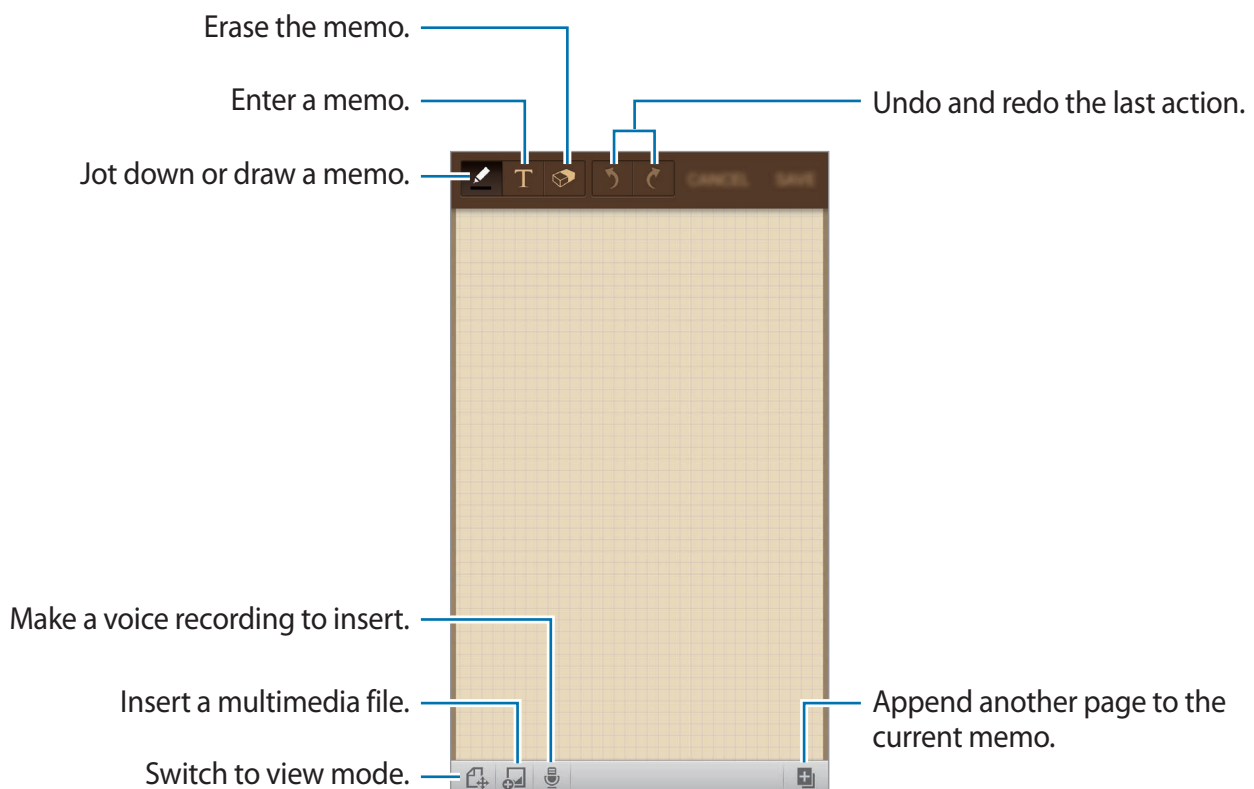 Erase the memo.
Enter a memo.
Undo and redo the last action.
Jot down or draw a memo.
T
CANCEL SAVE
Make a voice recording to insert.
Insert a multimedia file.
Append another page to the
current memo.
Switch to view mode.